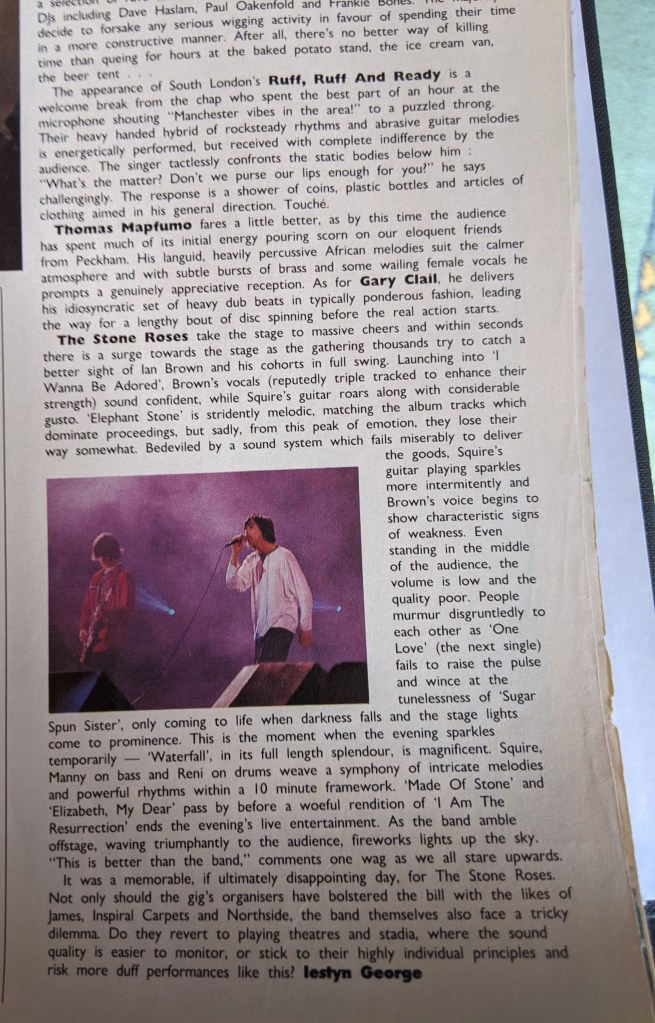 a selection of
DJs including Dave Haslam, Paul Oakenfold and Frankie Bones. The
decide to forsake any serious wigging activity in favour of spending their time
in a more constructive manner. After all, there's no better way of killing
time than queing for hours at the baked potato stand, the ice cream van,
the beer tent . . .
The appearance of South London's Ruff, Ruff And Ready is a
welcome break from the chap who spent the best part of an hour at the
microphone shouting "Manchester vibes in the area!" to a puzzled throng.
Their heavy handed hybrid of rocksteady rhythms and abrasive guitar melodies
is energetically performed, but received with complete indifference by the
audience. The singer tactlessly confronts the static bodies below him :
"What's the matter? Don't we purse our lips enough for you?" he says
challengingly. The response is a shower of coins, plastic bottles and articles of
clothing aimed in his general direction. Touché.
Thomas Mapfumo fares a little better, as by this time the audience
has spent much of its initial energy pouring scorn on our eloquent friends
from Peckham. His languid, heavily percussive African melodies suit the calmer
atmosphere and with subtle bursts of brass and some wailing female vocals he
prompts a genuinely appreciative reception. As for Gary Clail, he delivers
his idiosyncratic set of heavy dub beats in typically ponderous fashion, leading
the way for a lengthy bout of disc spinning before the real action starts.
The Stone Roses take the stage to massive cheers and within seconds
there is a surge towards the stage as the gathering thousands try to catch a
better sight of Ian Brown and his cohorts in full swing. Launching into 'I
Wanna Be Adored', Brown's vocals (reputedly triple tracked to enhance their
strength) sound confident, while Squire's guitar roars along with considerable
gusto. 'Elephant Stone' is stridently melodic, matching the album tracks which
dominate proceedings, but sadly, from this peak of emotion, they lose their
way somewhat. Bedeviled by a sound system which fails miserably to deliver
the goods, Squire's
guitar playing sparkles
more intermitently and
Brown's voice begins to
show characteristic signs
of weakness. Even
standing in the middle
of the audience, the
volume is low and the
quality poor. People
murmur disgruntledly to
each other as 'One
Love' (the next single)
fails to raise the pulse
and wince at the
tunelessness of 'Sugar
Spun Sister', only coming to life when darkness falls and the stage lights
come to prominence. This is the moment when the evening sparkles
temporarily — 'Waterfall', in its full length splendour, is magnificent. Squire,
Manny on bass and Reni on drums weave a symphony of intricate melodies
and powerful rhythms within a 10 minute framework. 'Made Of Stone' and
'Elizabeth, My Dear' pass by before a woeful rendition of 'I Am The
Resurrection' ends the evening's live entertainment. As the band amble
offstage, waving triumphantly to the audience, fireworks lights up the sky.
"This is better than the band," comments one wag as we all stare upwards.
It was a memorable, if ultimately disappointing day, for The Stone Roses.
Not only should the gig's organisers have bolstered the bill with the likes of
James, Inspiral Carpets and Northside, the band themselves also face a tricky
dilemma. Do they revert to playing theatres and stadia, where the sound
quality is easier to monitor, or stick to their highly individual principles and
risk more duff performances like this? Iestyn George